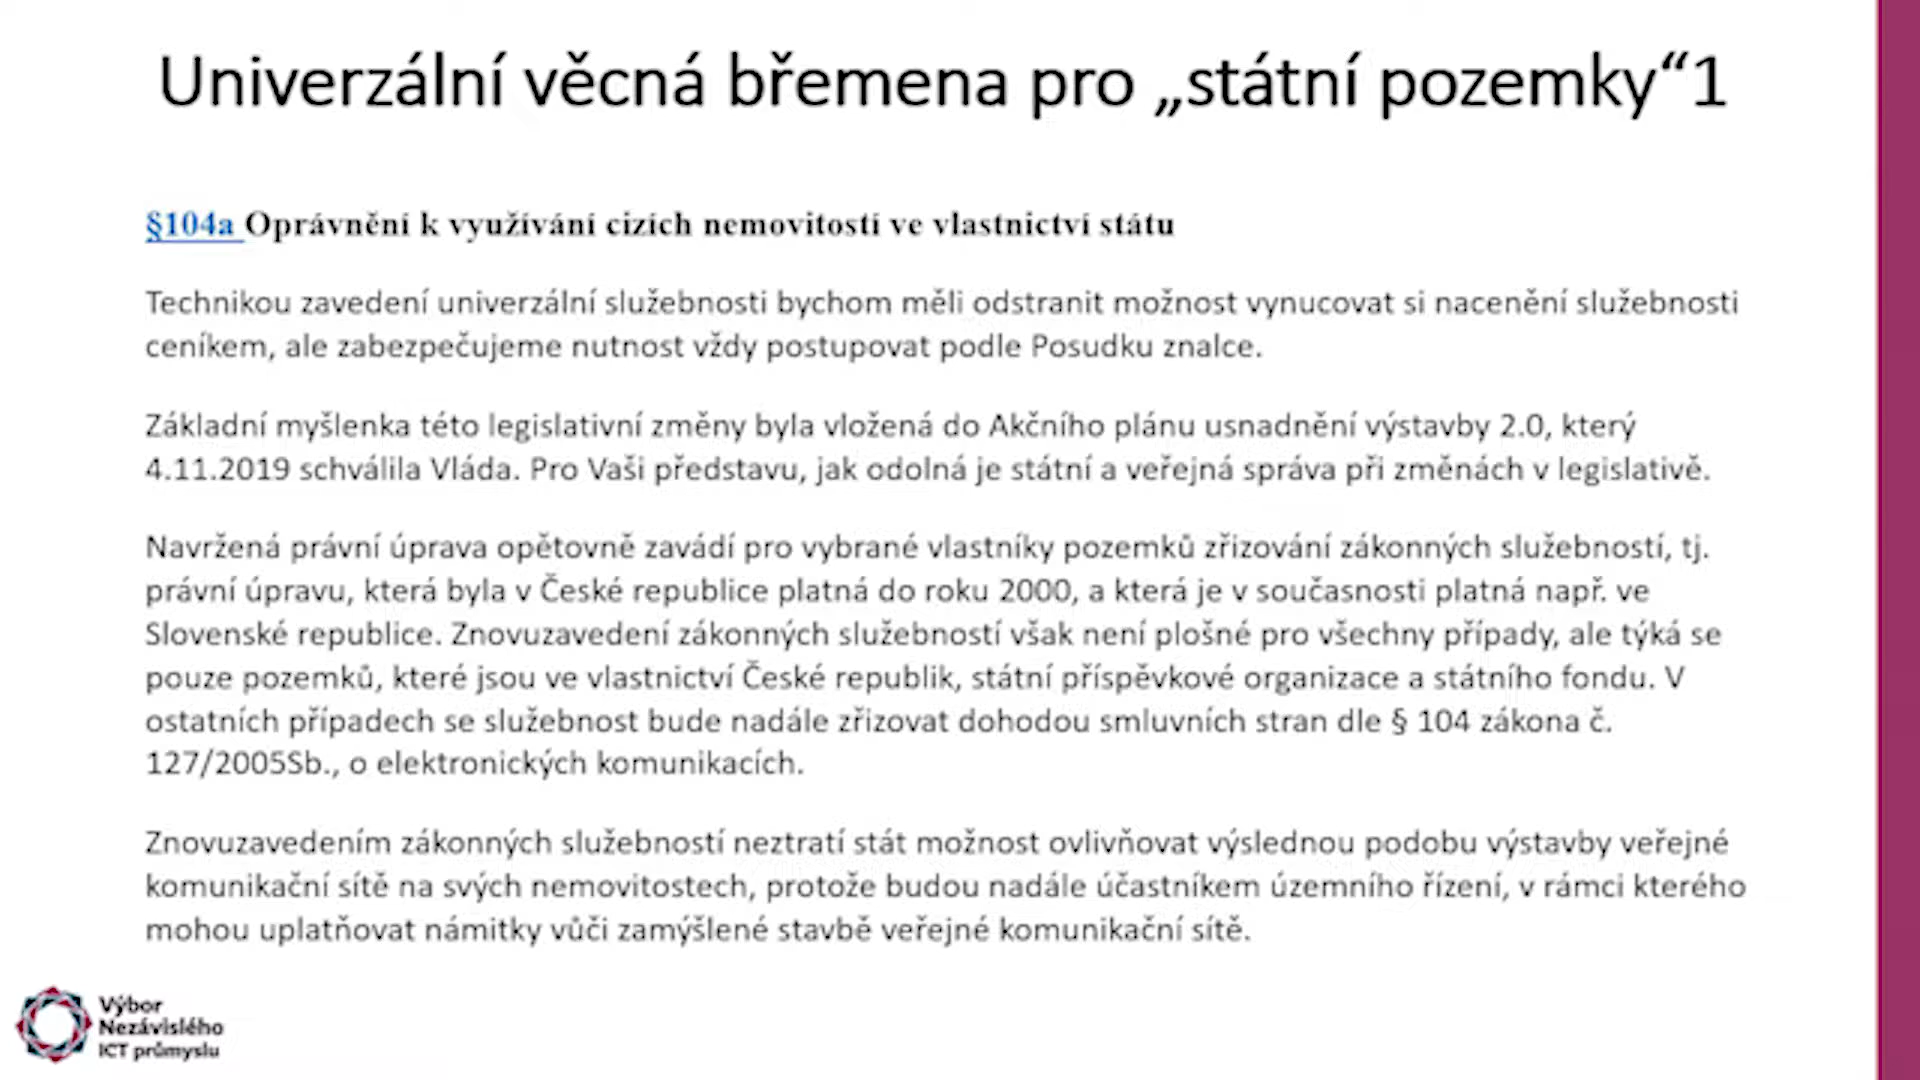 Univerzální věcná břemena pro „státní pozemky“1
§104a Oprávnění k využívání cizích nemovitostí ve vlastnictví státu
Technikou zavedení univerzální služebnosti bychom měli odstranit možnost vynucovat si nacenění služebnosti
ceníkem, ale zabezpečujeme nutnost vždy postupovat podle Posudku znalce.
Základní myšlenka této legislativní změny byla vložená do Akčního plánu usnadnění výstavby 2.0, který
4.11.2019 schválila Vláda. Pro Vaši představu, jak odolná je státní a veřejná správa při změnách v legislativě.
Navržená právní úprava opětovně zavádí pro vybrané vlastníky pozemků zřizování zákonných služebností, tj.
právní úpravu, která byla v České republice platná do roku 2000, a která je v současnosti platná např. ve
Slovenské republice. Znovuzavedení zákonných služebností však není plošné pro všechny případy, ale týká se
pouze pozemků, které jsou ve vlastnictví České republik, státní příspěvkové organizace a státního fondu. V
ostatních případech se služebnost bude nadále zřizovat dohodou smluvních stran dle § 104 zákona č.
127/2005Sb., o elektronických komunikacích.
Znovuzavedením zákonných služebností neztratí stát možnost ovlivňovat výslednou podobu výstavby veřejné
komunikační sítě na svých nemovitostech, protože budou nadále účastníkem územního řízení, v rámci kterého
mohou uplatňovat námitky vůči zamýšlené stavbě veřejné komunikační sítě.
Výbor
Nezávislého
ICT průmyslu